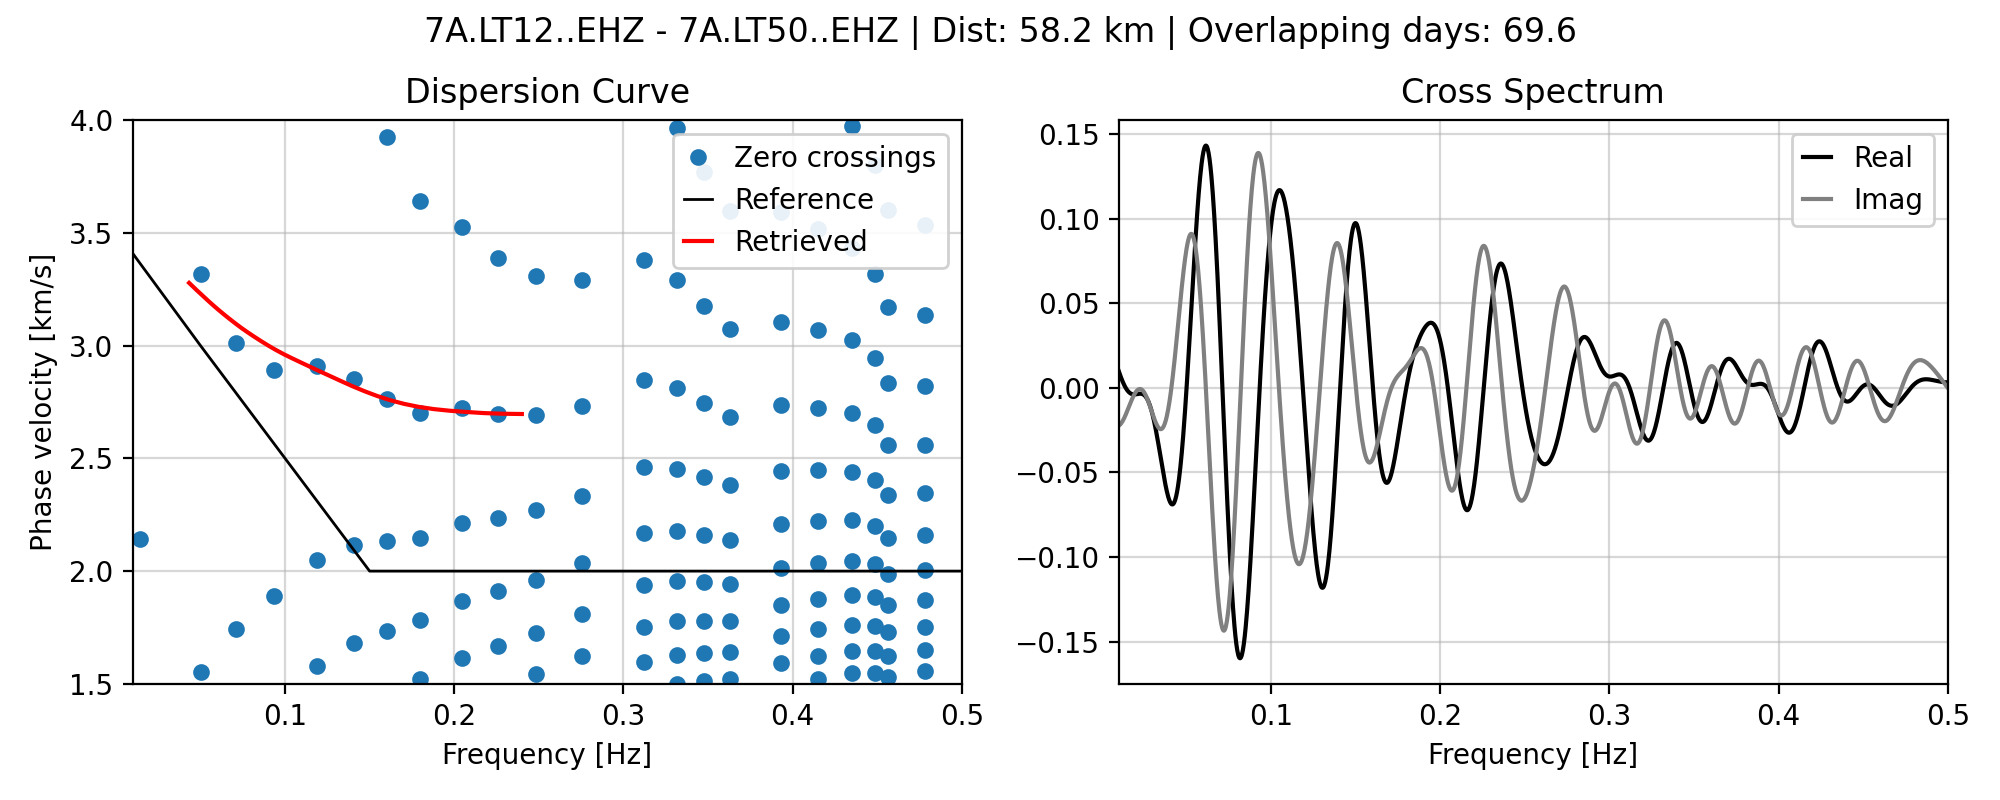 7A.LT12..EHZ - 7A.LT50..EHZ | Dist: 58.2 km | Overlapping days: 69.6
Dispersion Curve
4.0
3.5
3.0
2.5
2.0
1.5
Phase velocity [km/s]
0.1
0.2
0.3
0.4
0.5
Frequency [Hz]
Zero crossings
Reference
Retrieved
Cross Spectrum
0.15
0.10
0.05
0.00
−0.05
−0.10
−0.15
0.1
0.2
0.3
0.4
0.5
Frequency [Hz]
Real
Imag